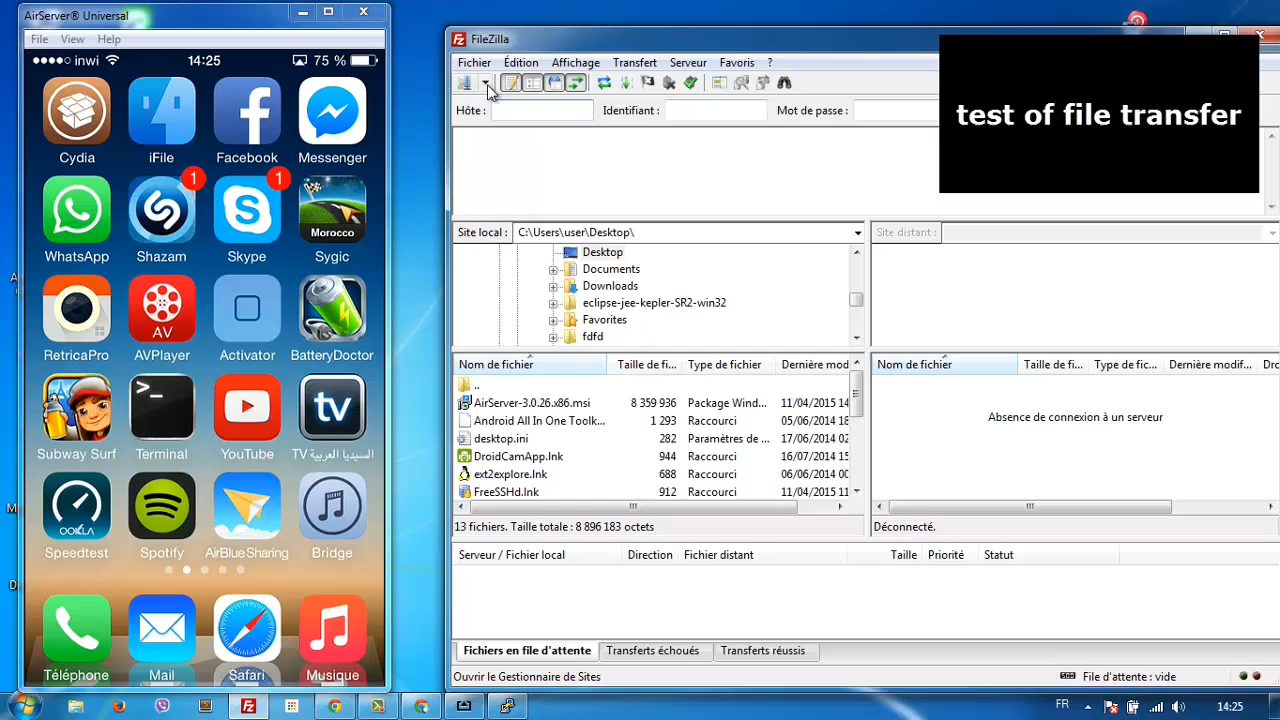 AirServer® Universal
File View Help
inwi 14:25 75 %
Cydia iFile Facebook Messenger
1 1
Morocco
WhatsApp Shazam Skype Sygic
AV
RetricaPro AVPlayer Activator BatteryDoctor
>_ tv
Subway Surf Terminal YouTube TV السيديا العربية
OOKLA
Speedtest Spotify AirBlueSharing Bridge
Téléphone Mail Safari Musique
FileZilla
Fichier Édition Affichage Transfert Serveur Favoris ?
Hôte : Identifiant : Mot de passe :
test of file transfer
Site local : C:\Users\user\Desktop\
Desktop
Documents
Downloads
eclipse-jee-kepler-SR2-win32
Favorites
fdfd
Site distant :
Nom de fichier Taille de fi... Type de fichier Dernière mod
..
AirServer-3.0.26.x86.msi 8 359 936 Package Wind... 11/04/2015 14
Android All In One Toolk... 1 293 Raccourci 05/06/2014 18
desktop.ini 282 Paramètres de ... 17/06/2014 02
DroidCamApp.lnk 944 Raccourci 16/07/2014 00
ext2explore.lnk 688 Raccourci 06/06/2014 00
FreeSSHd.lnk 912 Raccourci 11/04/2015 11
13 fichiers. Taille totale : 8 896 183 octets
Nom de fichier Taille de fi... Type de fic... Dernière modif... Dro
Absence de connexion à un serveur
Déconnecté.
Serveur / Fichier local Direction Fichier distant Taille Priorité Statut
Fichiers en file d'attente Transferts échoués Transferts réussis
Ouvrir le Gestionnaire de Sites File d'attente : vide
FR 14:25